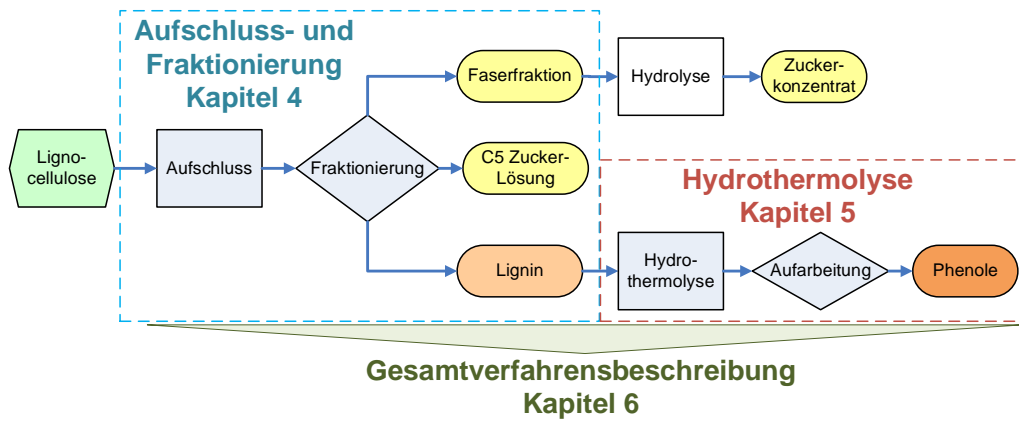 Aufschluss- und
Fraktionierung
Kapitel 4
Faserfraktion
Hydrolyse
Zucker-
konzentrat
Ligno-
cellulose
Aufschluss
Fraktionierung
C5 Zucker-
Lösung
Hydrothermolyse
Kapitel 5
Lignin
Hydro-
thermolyse
Aufarbeitung
Phenole
Gesamtverfahrensbeschreibung
Kapitel 6